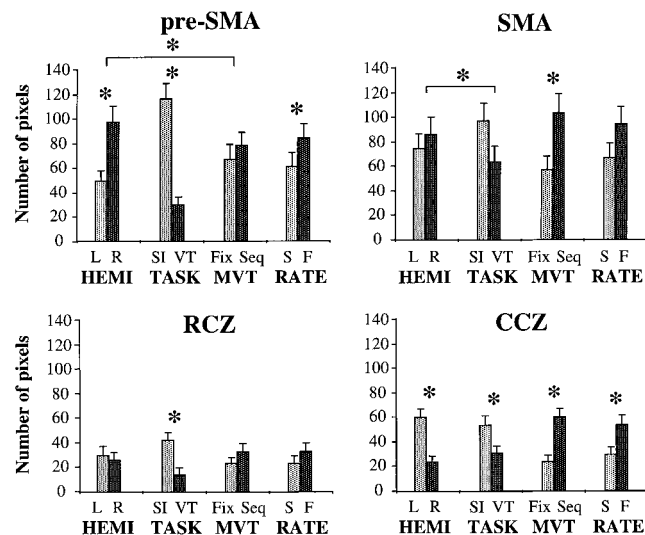 pre-SMA
Number of pixels
140
120
100
80
60
40
20
0
*
*
*
*
L R SI VT Fix Seq S F
HEMI TASK MVT RATE
SMA
140
120
100
80
60
40
20
0
*
*
L R SI VT Fix Seq S F
HEMI TASK MVT RATE
RCZ
Number of pixels
140
120
100
80
60
40
20
0
*
L R SI VT Fix Seq S F
HEMI TASK MVT RATE
CCZ
140
120
100
80
60
40
20
0
* * * *
L R SI VT Fix Seq S F
HEMI TASK MVT RATE